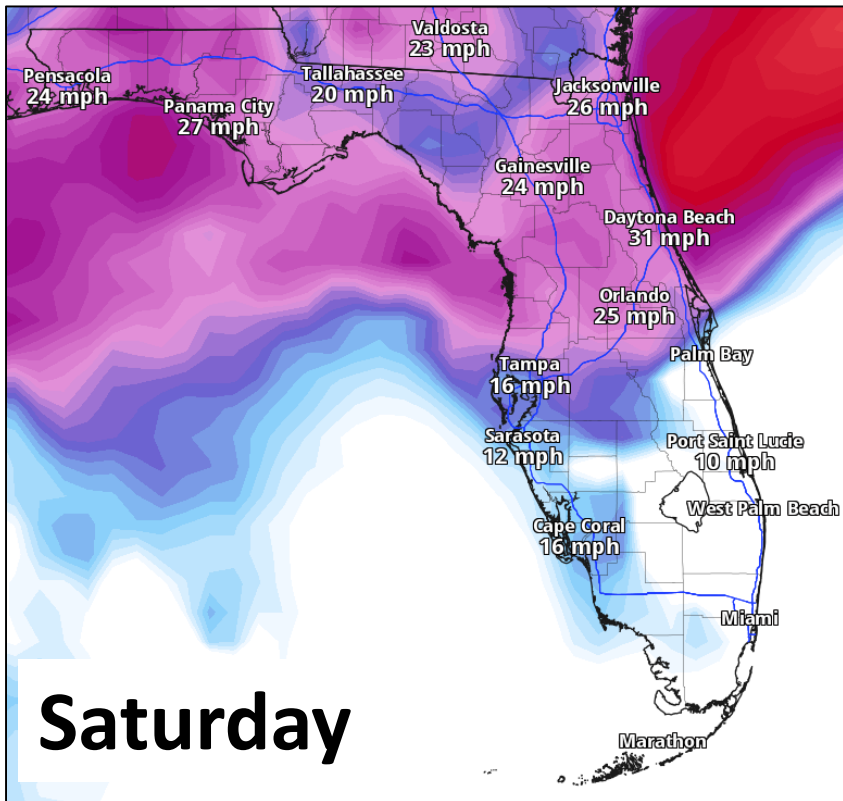 Valdosta
23 mph
Pensacola
24 mph
Tallahassee
20 mph
Jacksonville
26 mph
Panama City
27 mph
Gainesville
24 mph
Daytona Beach
31 mph
Orlando
25 mph
Palm Bay
Tampa
16 mph
Sarasota
12 mph
Port Saint Lucie
10 mph
West Palm Beach
Cape Coral
16 mph
Miami
Marathon
Saturday